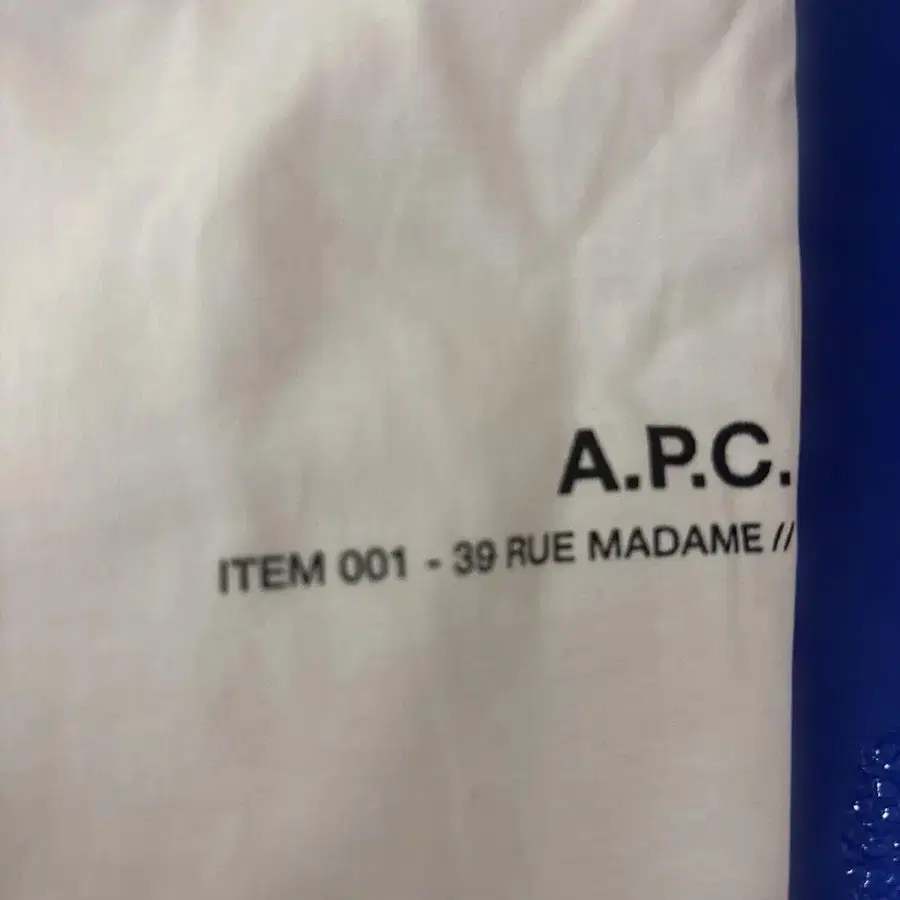 A.P.C.
ITEM 001 - 39 RUE MADAME //